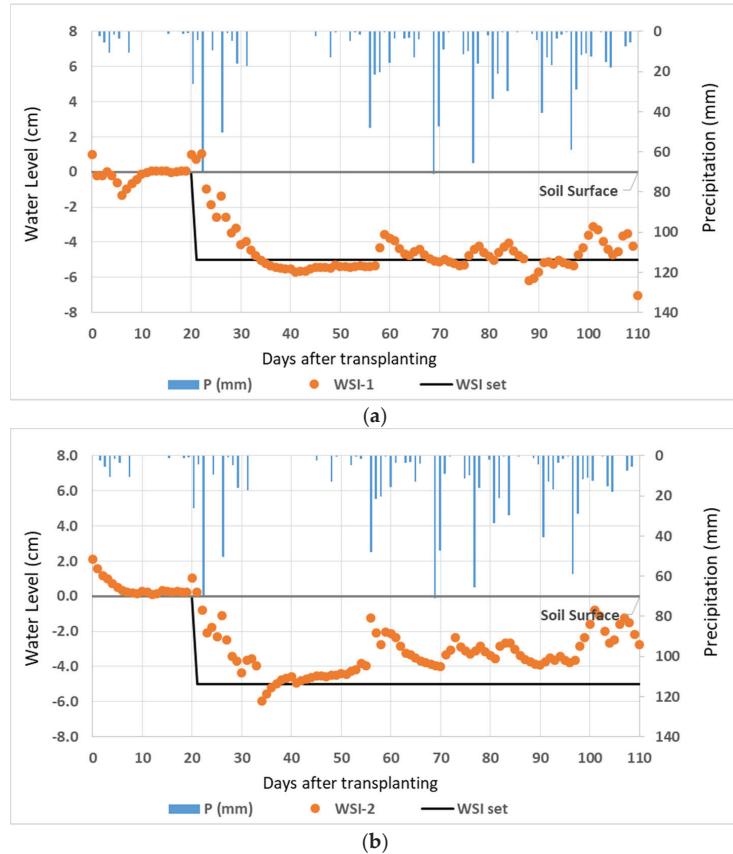 8
6
4
2
0
-2
-4
-6
-8
Water Level (cm)
0
20
40
60
80
100
120
140
Precipitation (mm)
Soil Surface
0 10 20 30 40 50 60 70 80 90 100 110
Days after transplanting
P (mm) WSI-1 WSI set
(a)
8.0
6.0
4.0
2.0
0.0
-2.0
-4.0
-6.0
-8.0
Water Level (cm)
0
20
40
60
80
100
120
140
Precipitation (mm)
Soil Surface
0 10 20 30 40 50 60 70 80 90 100 110
Days after transplanting
P (mm) WSI-2 WSI set
(b)